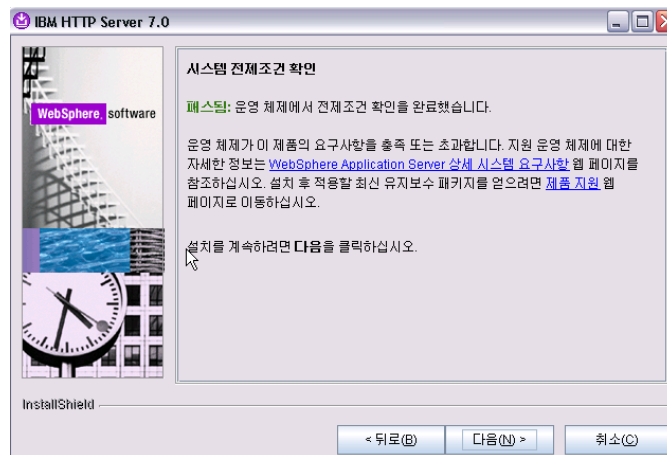 IBM HTTP Server 7.0
WebSphere. software
시스템 전제조건 확인
패스됨: 운영 체제에서 전제조건 확인을 완료했습니다.
운영 체제가 이 제품의 요구사항을 충족 또는 초과합니다. 지원 운영 체제에 대한
자세한 정보는 WebSphere Application Server 상세 시스템 요구사항 웹 페이지를
참조하십시오. 설치 후 적용할 최신 유지보수 패키지를 얻으려면 제품 지원 웹
페이지로 이동하십시오.
설치를 계속하려면 다음을 클릭하십시오.
InstallShield
< 뒤로(B)
다음(N) >
취소(C)